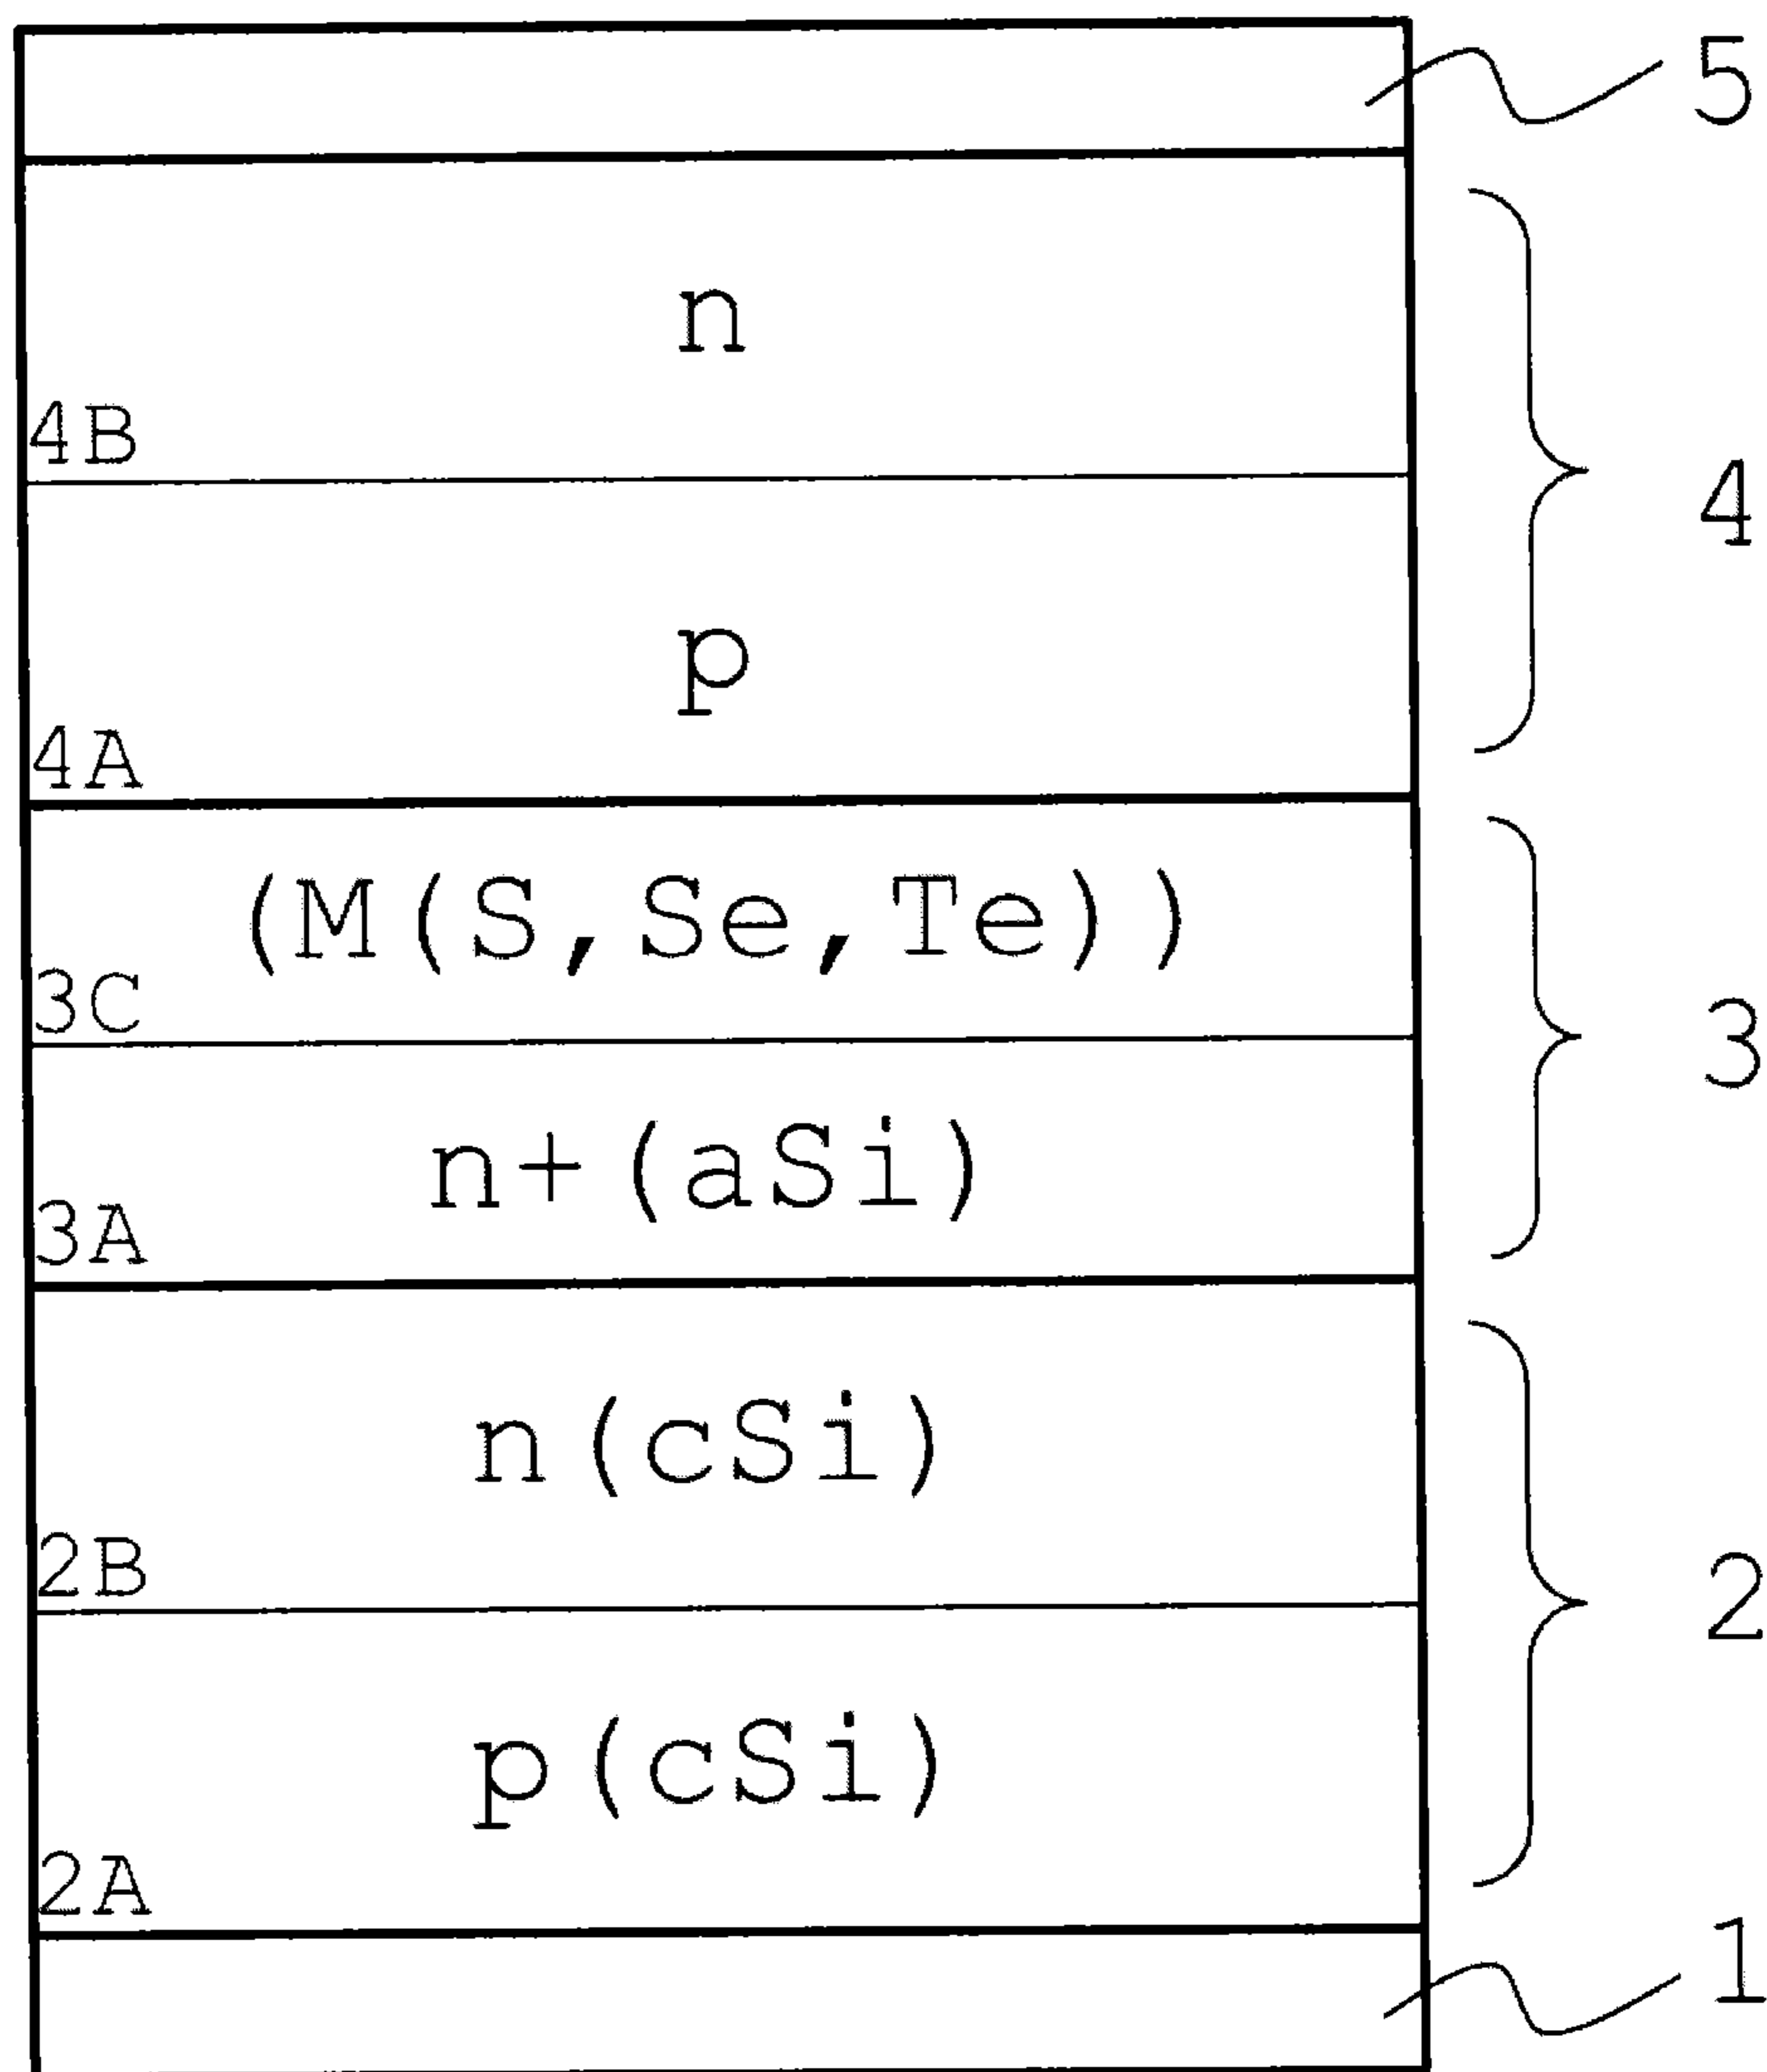 5
n
4B
4
p
4A
(M(S,Se,Te))
3C
3
n+(aSi)
3A
n(cSi)
2B
2
p(cSi)
2A
1